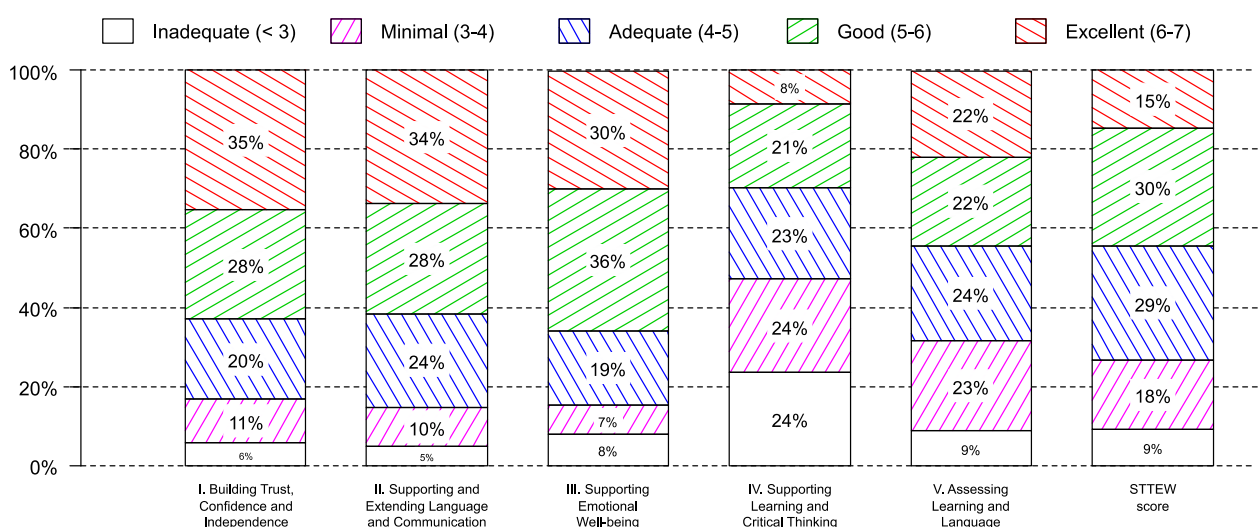 Inadequate (< 3) Minimal (3-4) Adequate (4-5) Good (5-6) Excellent (6-7)
100%
80%
60%
40%
20%
0%
35%
28%
20%
11%
6%
34%
28%
24%
10%
5%
30%
36%
19%
7%
8%
8%
21%
23%
24%
24%
22%
22%
24%
23%
9%
15%
30%
29%
18%
9%
I. Building Trust,
Confidence and
Independence
II. Supporting and
Extending Language
and Communication
III. Supporting
Emotional
Well-being
IV. Supporting
Learning and
Critical Thinking
V. Assessing
Learning and
Language
STTEW
score